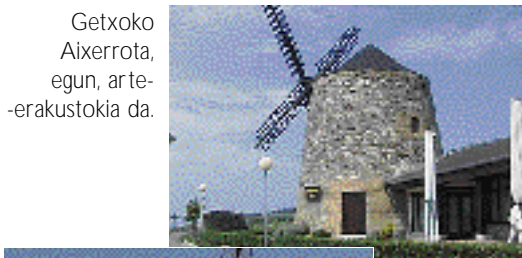 Getxoko
Aixerrota,
egun, arte-
-erakustokia da.